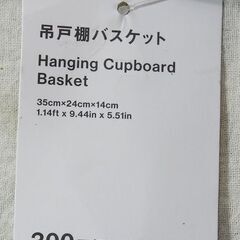 吊戸棚バスケット
Hanging Cupboard
Basket
35cm×24cm×14cm
1.14ft x 9.44in x 5.51in